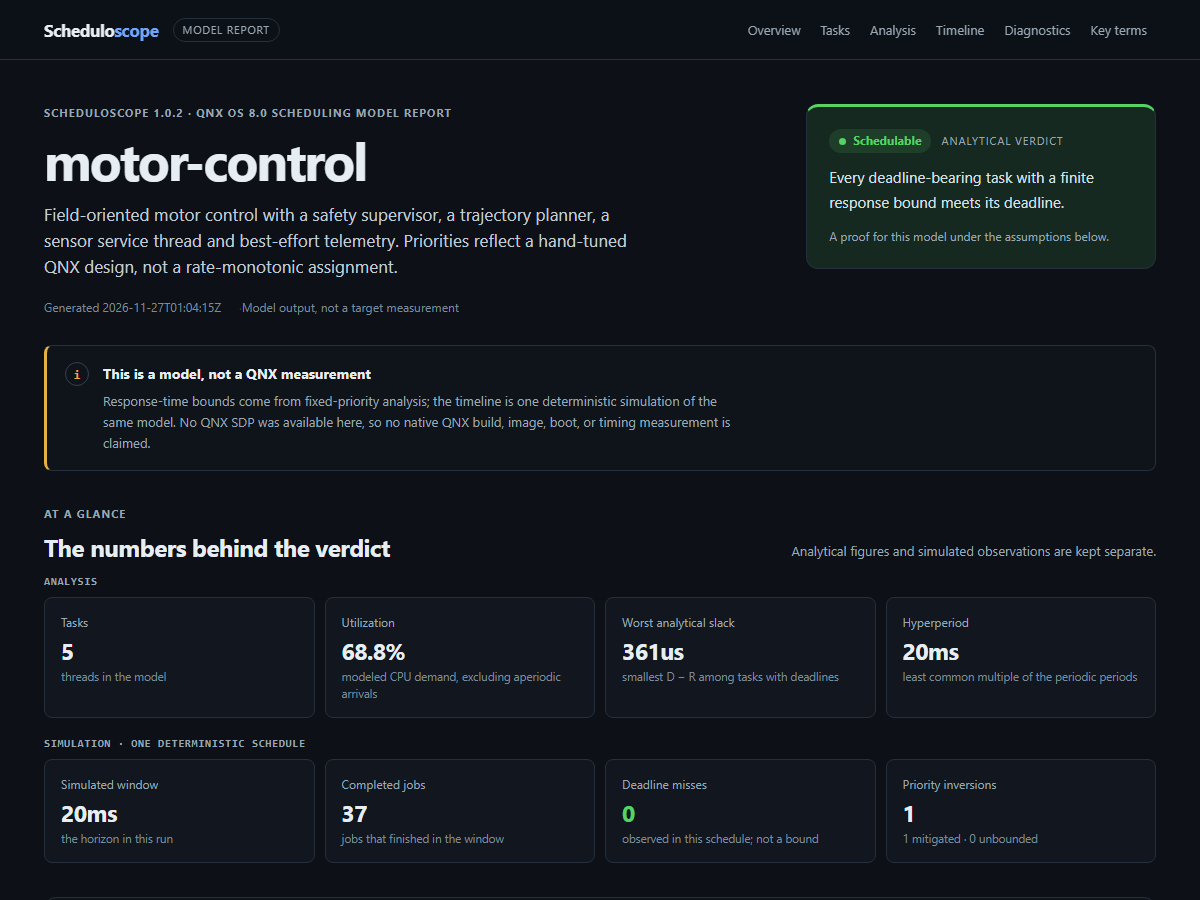 Scheduloscope MODEL REPORT Overview Tasks Analysis Timeline Diagnostics Key terms
SCHEDULOSCOPE 1.0.2 · QNX OS 8.0 SCHEDULING MODEL REPORT
motor-control
Field-oriented motor control with a safety supervisor, a trajectory planner, a
sensor service thread and best-effort telemetry. Priorities reflect a hand-tuned
QNX design, not a rate-monotonic assignment.
Generated 2026-11-27T01:04:15Z Model output, not a target measurement
Schedulable ANALYTICAL VERDICT
Every deadline-bearing task with a finite
response bound meets its deadline.
A proof for this model under the assumptions below.
i This is a model, not a QNX measurement
Response-time bounds come from fixed-priority analysis; the timeline is one deterministic simulation of the
same model. No QNX SDP was available here, so no native QNX build, image, boot, or timing measurement is
claimed.
AT A GLANCE
The numbers behind the verdict
Analytical figures and simulated observations are kept separate.
ANALYSIS
Tasks
5
threads in the model
Utilization
68.8%
modeled CPU demand, excluding aperiodic
arrivals
Worst analytical slack
361us
smallest D − R among tasks with deadlines
Hyperperiod
20ms
least common multiple of the periodic periods
SIMULATION · ONE DETERMINISTIC SCHEDULE
Simulated window
20ms
the horizon in this run
Completed jobs
37
jobs that finished in the window
Deadline misses
0
observed in this schedule; not a bound
Priority inversions
1
1 mitigated · 0 unbounded